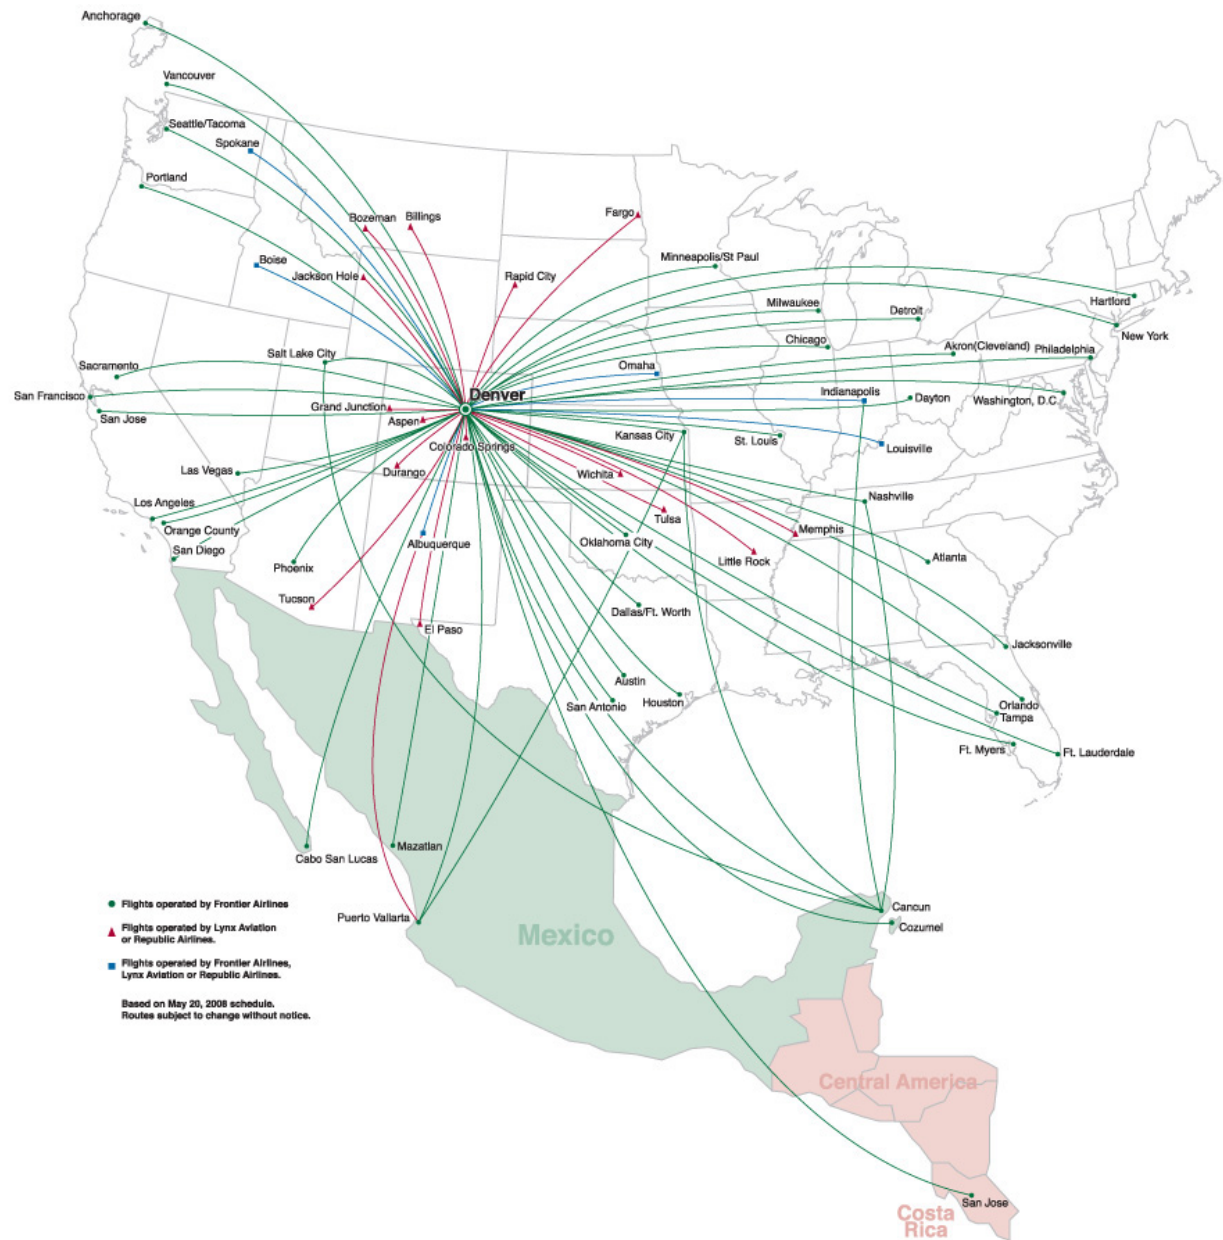 Anchorage
Vancouver
Seattle/Tacoma
Spokane
Portland
Bozeman
Billings
Fargo
Boise
Jackson Hole
Rapid City
Minneapolis/St Paul
Milwaukee
Detroit
Hartford
New York
Chicago
Akron(Cleveland)
Philadelphia
Salt Lake City
Sacramento
Omaha
Denver
Indianapolis
Dayton
Washington, D.C
San Francisco
San Jose
Grand Junction
Aspen
Colorado Springs
Kansas City
St. Louis
Louisville
Las Vegas
Durango
Wichita
Nashville
Los Angeles
Orange County
San Diego
Albuquerque
Tulsa
Oklahoma City
Memphis
Little Rock
Atlanta
Phoenix
Tucson
El Paso
Dallas/Ft. Worth
Jacksonville
Austin
San Antonio
Houston
Orlando
Tampa
Ft. Myers
Ft. Lauderdale
Cabo San Lucas
Mazatlan
Puerto Vallarta
Mexico
Cancun
Cozumel
Flights operated by Frontier Airlines
Flights operated by Lynx Aviation
or Republic Airlines.
Flights operated by Frontier Airlines,
Lynx Aviation or Republic Airlines.
Based on May 20, 2008 schedule.
Routes subject to change without notice.
Central America
San Jose
Costa
Rica